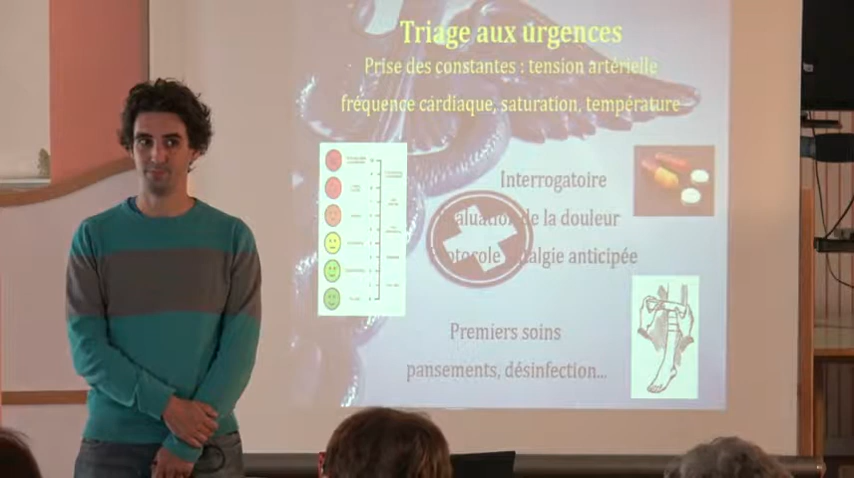 Triage aux urgences
Prise des constantes : tension artérielle
fréquence cardiaque, saturation, température
Interrogatoire
de la douleur
anticipée
Premiers soins
pansements, désinfection...